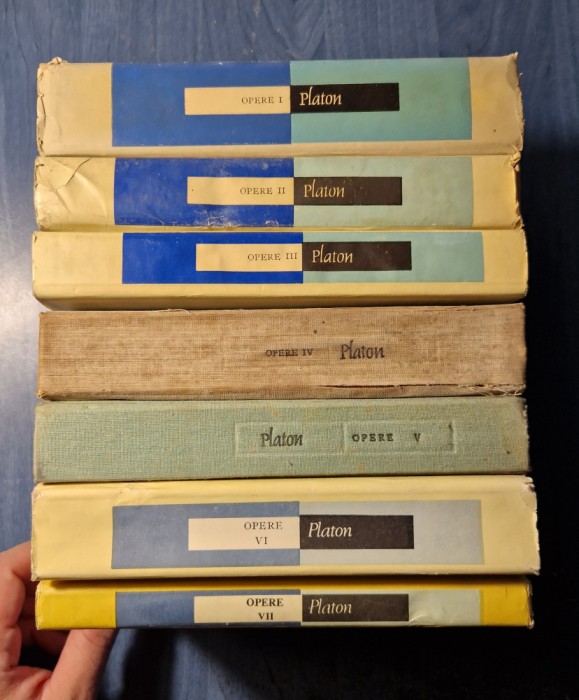 OPERE I Platon
OPERE II Platon
OPERE III Platon
OPERE IV Platon
Platon OPERE V
OPERE
VI
Platon
OPERE
VII
Platon